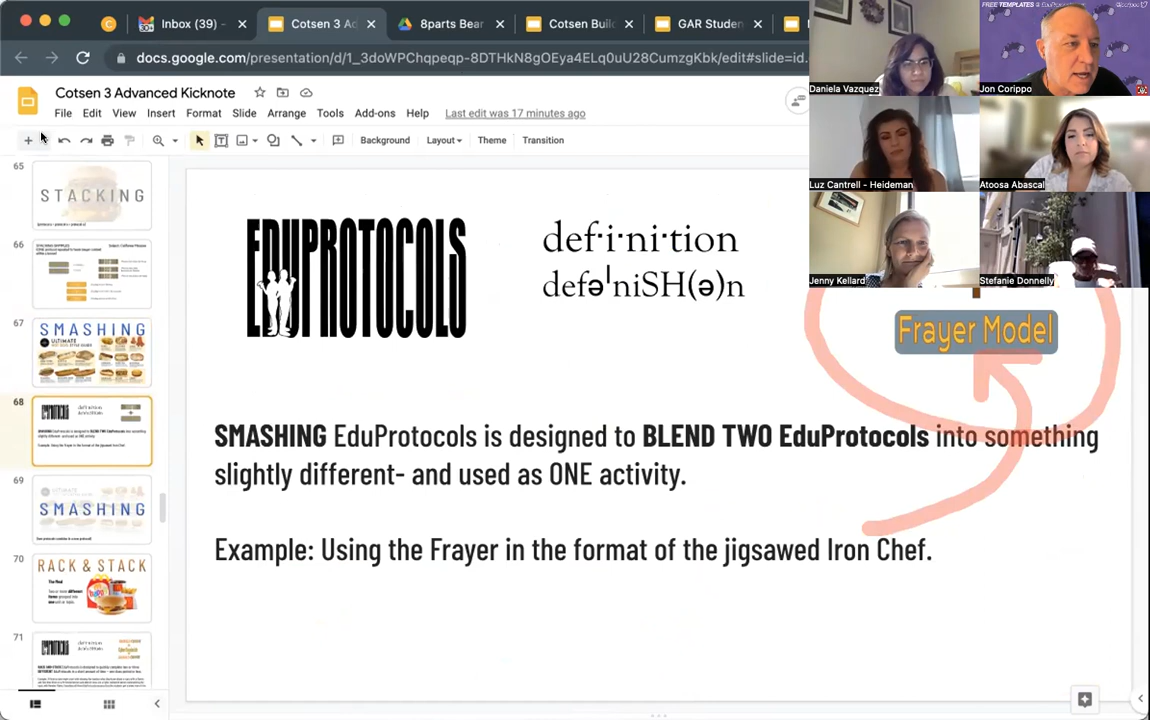 Inbox (39) -
Cotsen 3 Ad
8parts Bear
Cotsen Buil
GAR Studen
docs.google.com/presentation/d/1_3doWPChqpeqp-8DTHkN8gOEya4ELq0uU28CumzgKbk/edit#slide=id.
Cotsen 3 Advanced Kicknote
File Edit View Insert Format Slide Arrange Tools Add-ons Help Last edit was 17 minutes ago
Background Layout Theme Transition
FREE TEMPLATES
Daniela Vazquez
Jon Corippo
Luz Cantrell - Heideman
Atoosa Abascal
Jenny Kellard
Stefanie Donnelly
65
STACKING
66
67
SMASHING
ULTIMATE
68
69
ULTIMATE
SMASHING
70
RACK & STACK
71
EDUPROTOCOLS
def·i·ni·tion
defəˈniSH(ə)n
Frayer Model
SMASHING EduProtocols is designed to BLEND TWO EduProtocols into something
slightly different- and used as ONE activity.
Example: Using the Frayer in the format of the jigsawed Iron Chef.